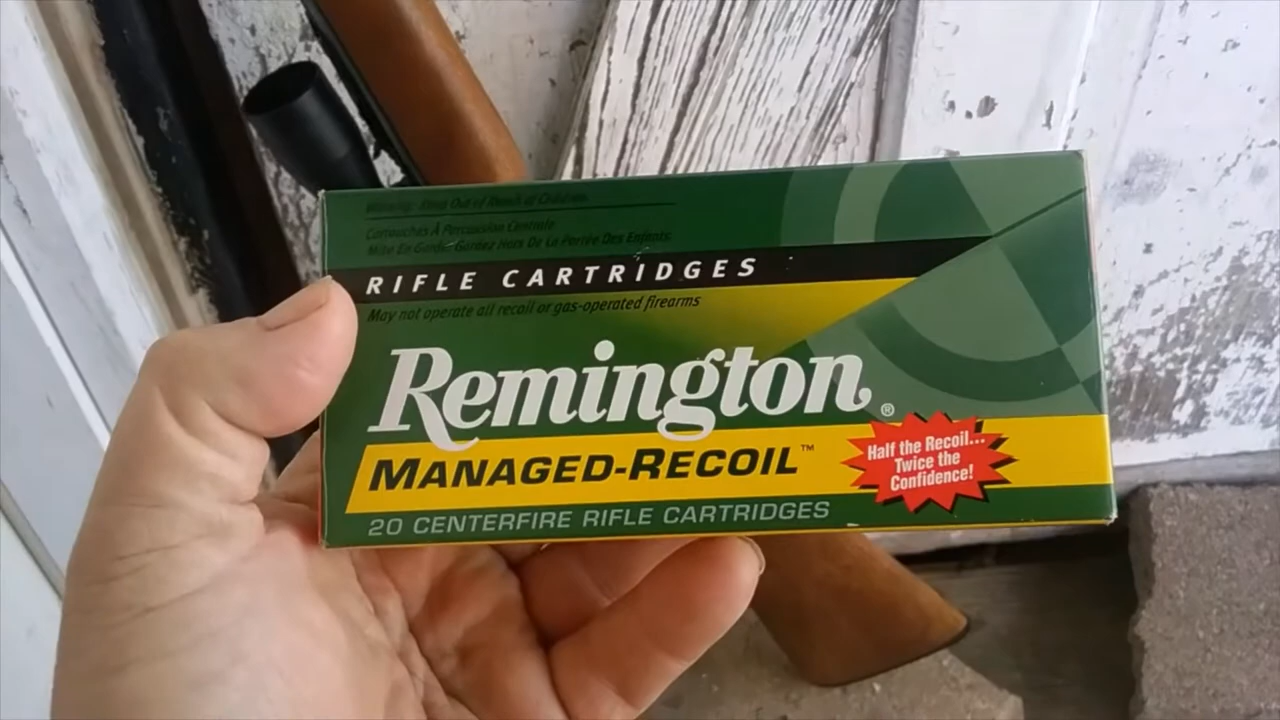 Warning: Keep Out of Reach of Children.
Cartouches À Percussion Centrale
Mite En Garde: Gardez Hors De La Portée Des Enfants.
RIFLE CARTRIDGES
May not operate all recoil or gas-operated firearms
Remington®
MANAGED-RECOIL™
Half the Recoil...
Twice the
Confidence!
20 CENTERFIRE RIFLE CARTRIDGES